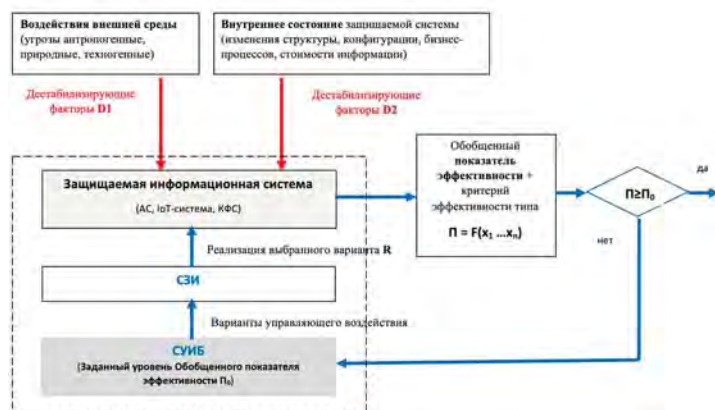 Воздействия внешней среды
(угрозы антропогенные,
природные, техногенные)
Внутреннее состояние защищаемой системы
(изменения структуры, конфигурации, бизнес-
процессов, стоимости информации)
Дестабилизирующие
факторы D1
Дестабилизирующие
факторы D2
Защищаемая информационная система
(АС, IoT-система, КФС)
Обобщенный
показатель
эффективности +
критерий
эффективности типа
П = F(x₁ ...xₙ)
П≥П₀
да
нет
Реализация выбранного варианта R
СЗИ
Варианты управляющего воздействия
СУИБ
(Заданный уровень Обобщенного показателя
эффективности П₀)